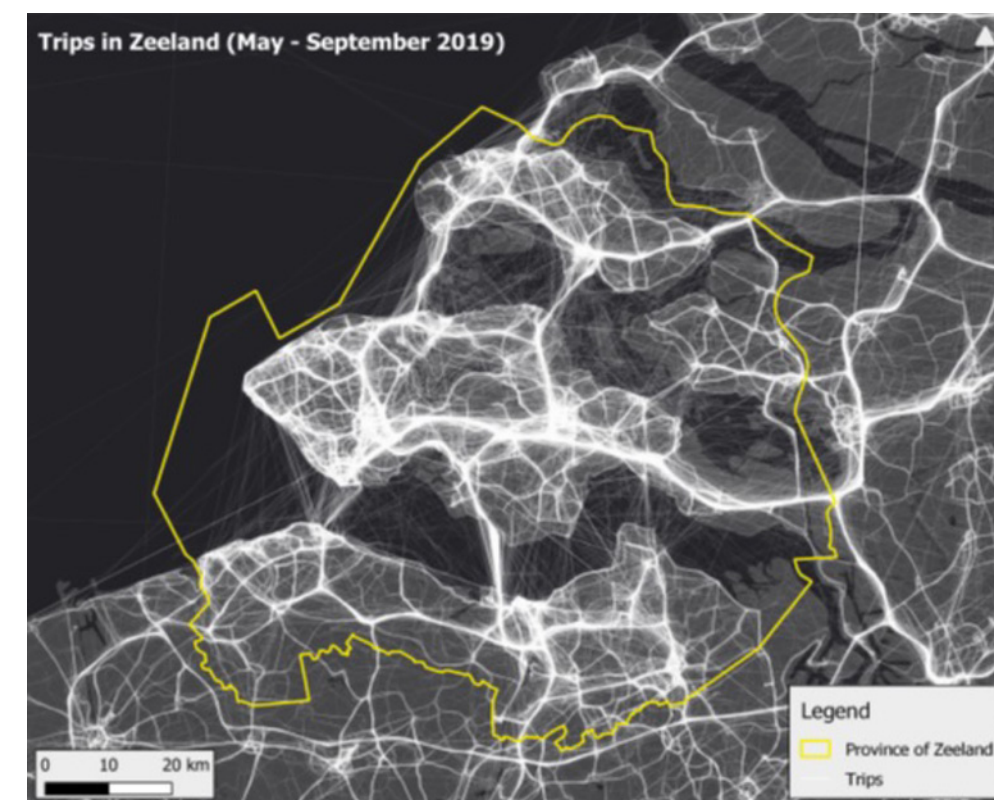 Trips in Zeeland (May - September 2019)
Legend
Province of Zeeland
Trips
0 10 20 km